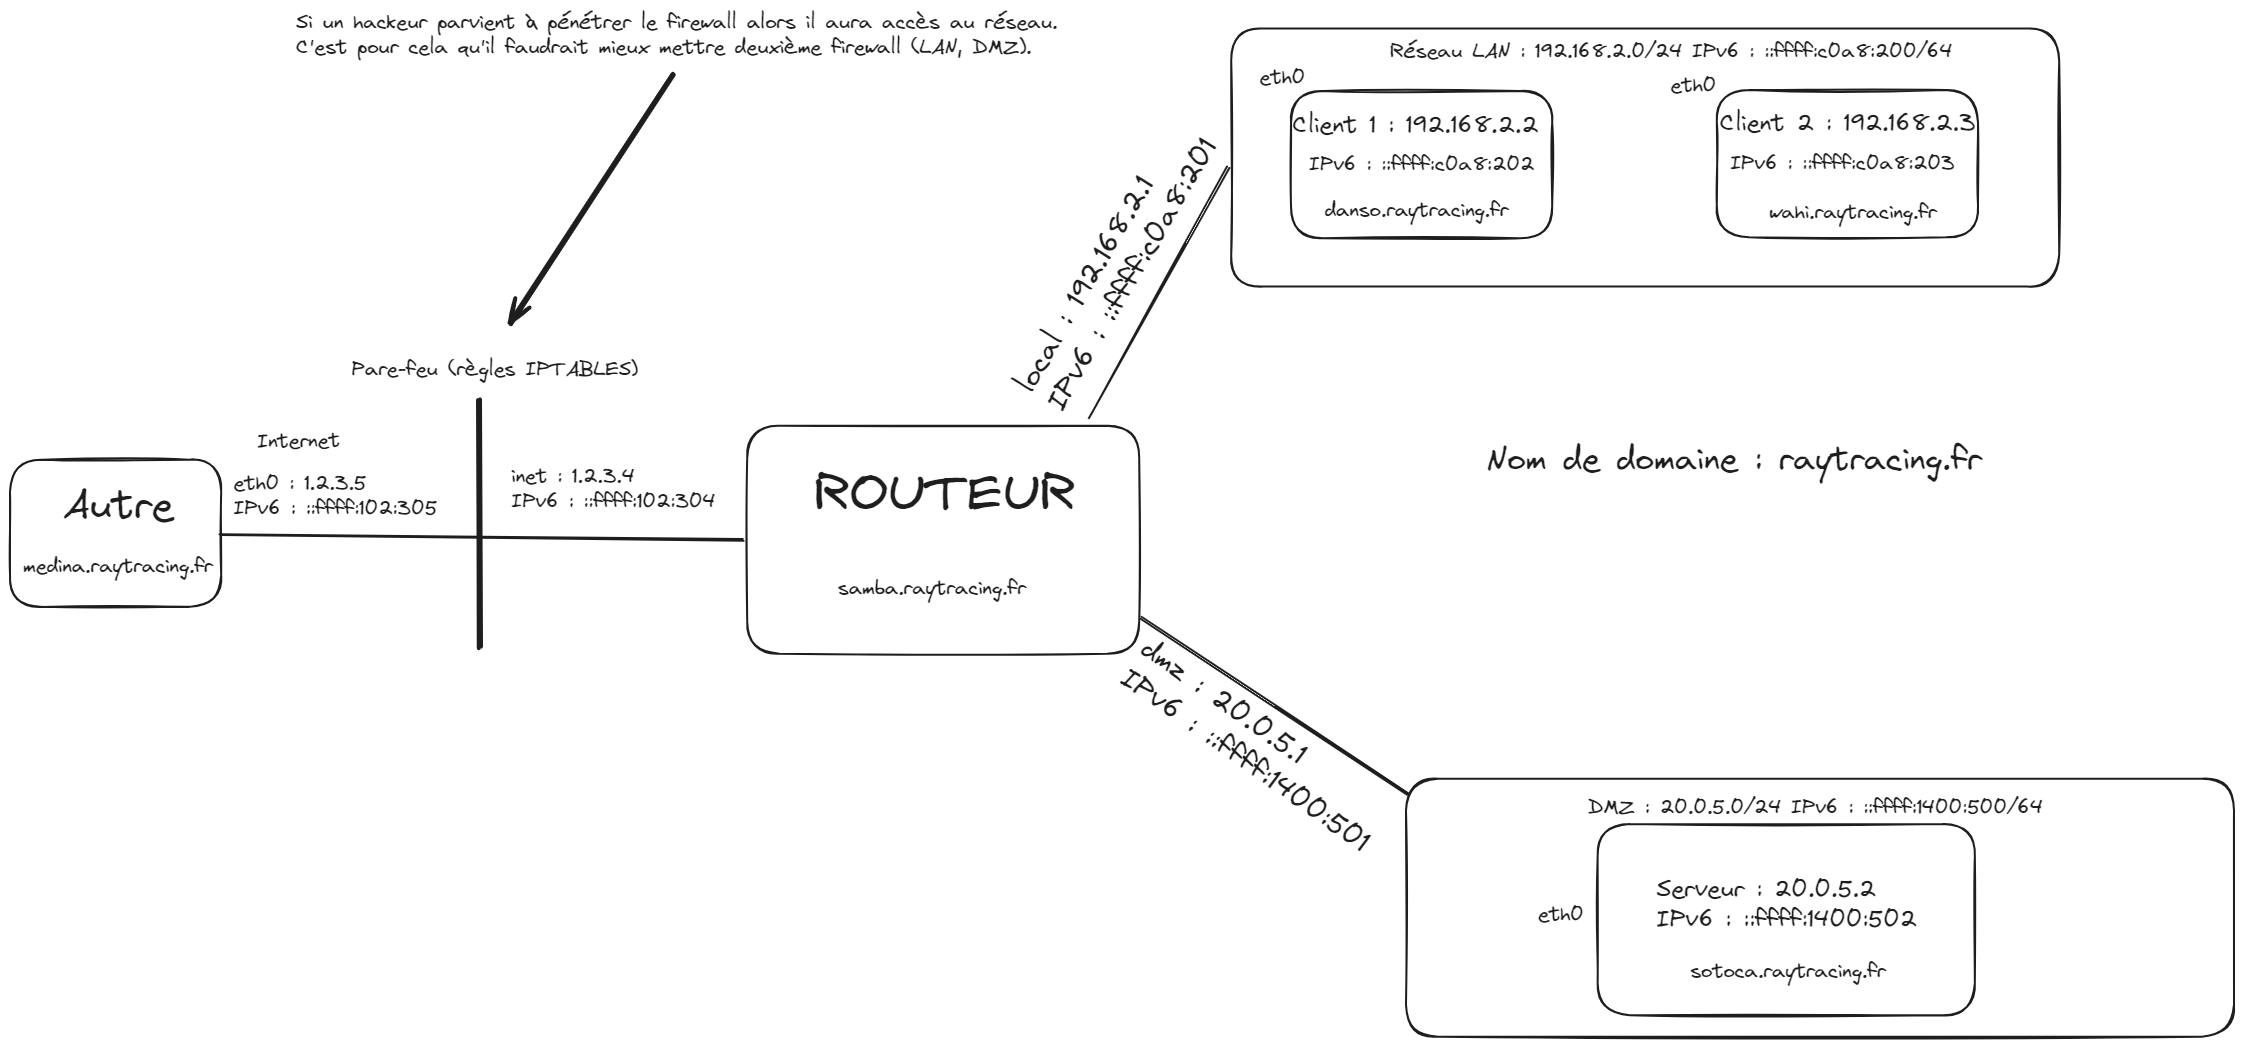 Si un hackeur parvient à pénétrer le firewall alors il aura accès au réseau.
C'est pour cela qu'il faudrait mieux mettre deuxième firewall (LAN, DMZ).
Réseau LAN : 192.168.2.0/24 IPv6 : ::ffff:c0a8:200/64
eth0
Client 1 : 192.168.2.2
IPv6 : ::ffff:c0a8:202
danso.raytracing.fr
eth0
Client 2 : 192.168.2.3
IPv6 : ::ffff:c0a8:203
wahi.raytracing.fr
local : 192.168.2.1
IPv6 : ::ffff:c0a8:201
Pare-feu (règles IPTABLES)
Internet
eth0 : 1.2.3.5
IPv6 : ::ffff:102:305
inet : 1.2.3.4
IPv6 : ::ffff:102:304
Autre
medina.raytracing.fr
ROUTEUR
samba.raytracing.fr
Nom de domaine : raytracing.fr
dmz : 20.0.5.1
IPv6 : ::ffff:1400:501
DMZ : 20.0.5.0/24 IPv6 : ::ffff:1400:500/64
eth0
Serveur : 20.0.5.2
IPv6 : ::ffff:1400:502
sotoca.raytracing.fr